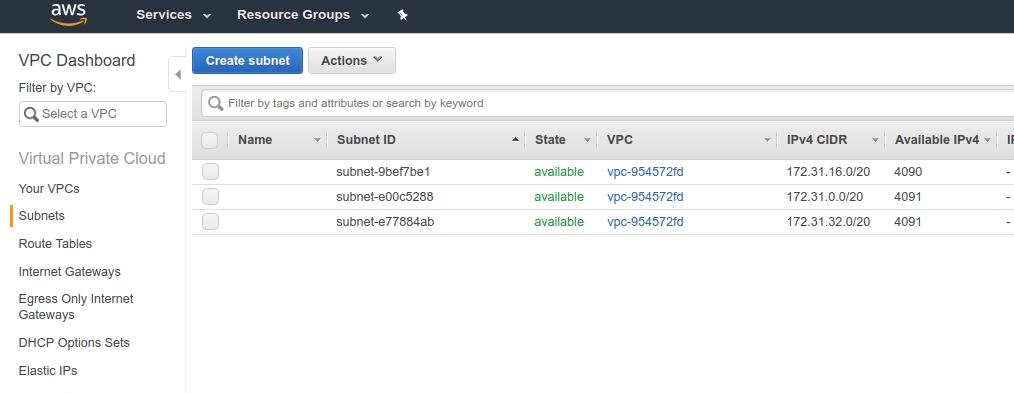 aws Services Resource Groups
VPC Dashboard
Filter by VPC:
Select a VPC
Virtual Private Cloud
Your VPCs
Subnets
Route Tables
Internet Gateways
Egress Only Internet
Gateways
DHCP Options Sets
Elastic IPs
Create subnet Actions
Filter by tags and attributes or search by keyword
Name Subnet ID State VPC IPv4 CIDR Available IPv4
subnet-9bef7be1 available vpc-954572fd 172.31.16.0/20 4090 -
subnet-e00c5288 available vpc-954572fd 172.31.0.0/20 4091 -
subnet-e77884ab available vpc-954572fd 172.31.32.0/20 4091 -